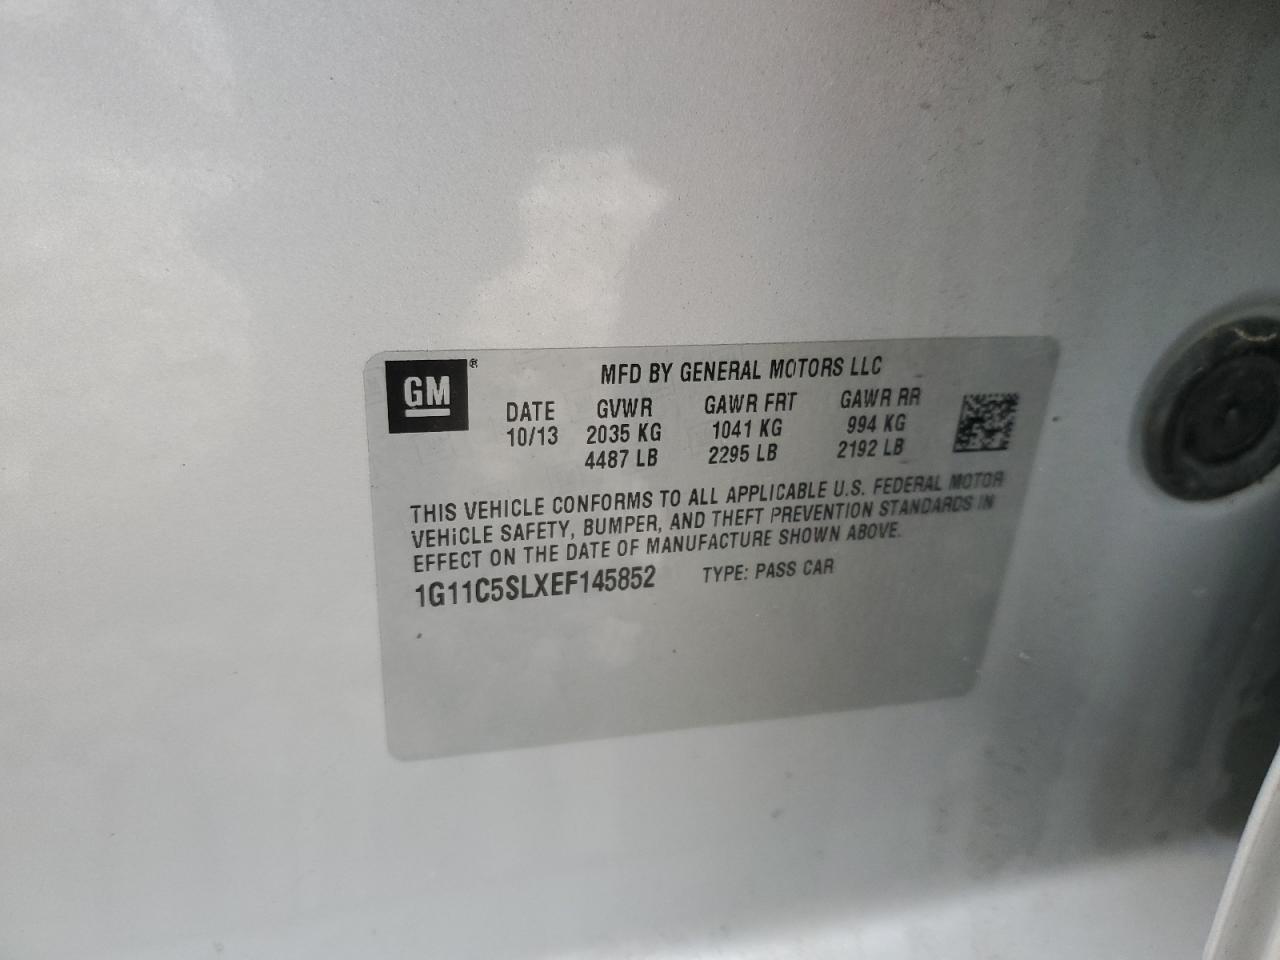 GM®
MFD BY GENERAL MOTORS LLC
DATE GVWR GAWR FRT GAWR RR
10/13 2035 KG 1041 KG 994 KG
4487 LB 2295 LB 2192 LB
THIS VEHICLE CONFORMS TO ALL APPLICABLE U.S. FEDERAL MOTOR
VEHICLE SAFETY, BUMPER, AND THEFT PREVENTION STANDARDS IN
EFFECT ON THE DATE OF MANUFACTURE SHOWN ABOVE.
1G11C5SLXEF145852 TYPE: PASS CAR